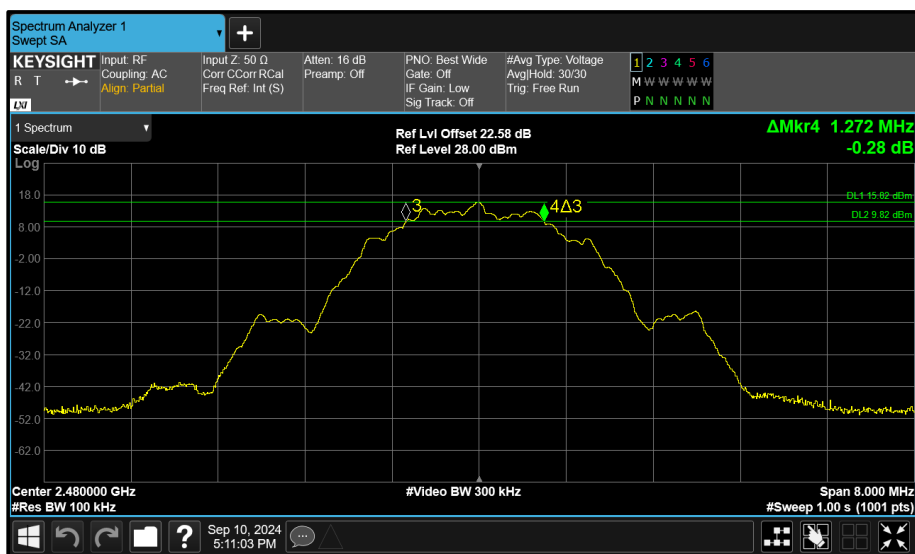 Spectrum Analyzer 1
Swept SA
KEYSIGHT
R T
LXI
Input: RF
Coupling: AC
Align: Partial
Input Z: 50 Ω
Corr CCorr RCal
Freq Ref: Int (S)
Atten: 16 dB
Preamp: Off
PNO: Best Wide
Gate: Off
IF Gain: Low
Sig Track: Off
#Avg Type: Voltage
Avg|Hold: 30/30
Trig: Free Run
1 2 3 4 5 6
M W W W W W
P N N N N N
1 Spectrum
Scale/Div 10 dB
Log
Ref Lvl Offset 22.58 dB
Ref Level 28.00 dBm
ΔMkr4 1.272 MHz
-0.28 dB
18.0
8.00
-2.00
-12.0
-22.0
-32.0
-42.0
-52.0
-62.0
DL1 15.82 dBm
DL2 9.82 dBm
3
4Δ3
Center 2.480000 GHz
#Res BW 100 kHz
#Video BW 300 kHz
Span 8.000 MHz
#Sweep 1.00 s (1001 pts)
Sep 10, 2024
5:11:03 PM